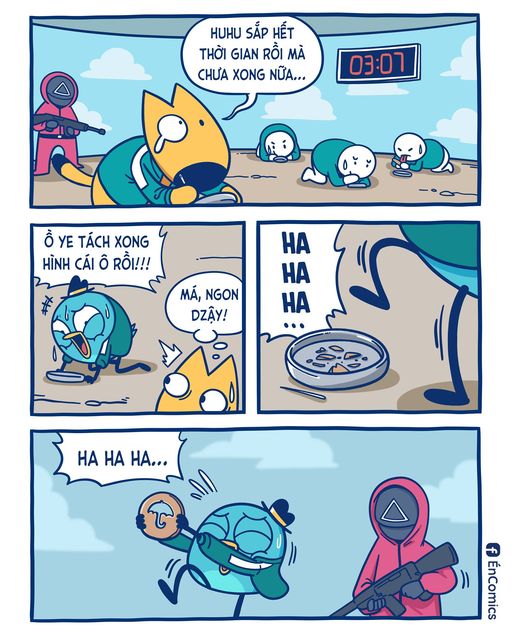 HUHU SẮP HẾT
THỜI GIAN RỒI MÀ
CHƯA XONG NỮA...
03:07
Ồ YE TÁCH XONG
HÌNH CÁI Ô RỒI!!!
MÁ, NGON
DZẬY!
HA
HA
HA
...
HA HA HA...
ÉnComics